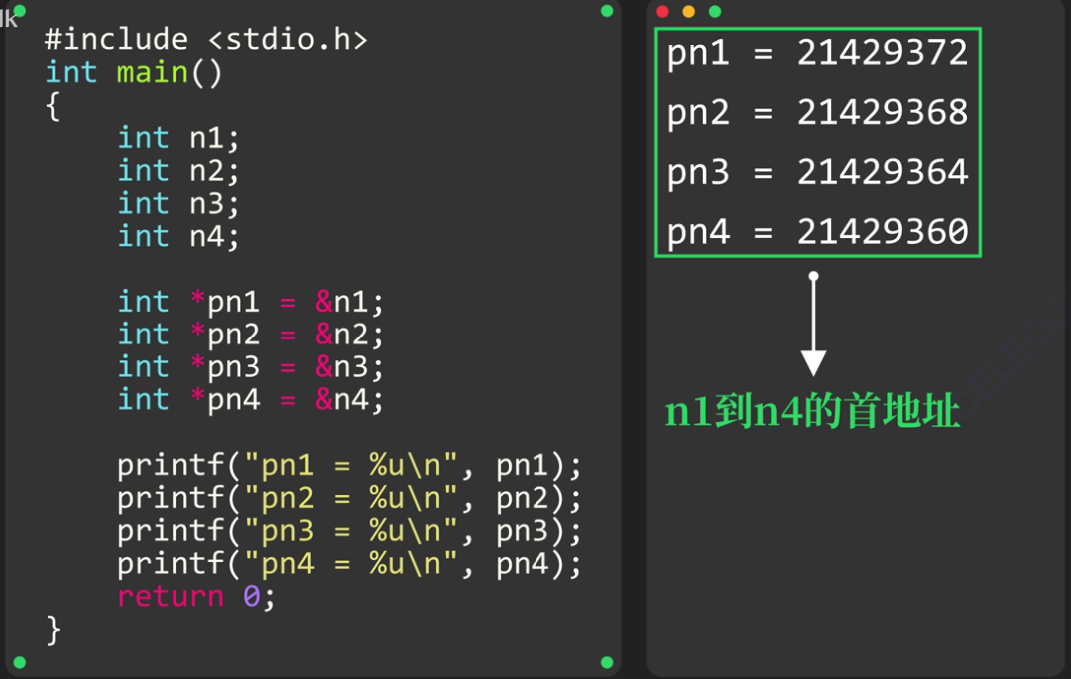 lk
#include <stdio.h>
int main()
{
    int n1;
    int n2;
    int n3;
    int n4;

    int *pn1 = &n1;
    int *pn2 = &n2;
    int *pn3 = &n3;
    int *pn4 = &n4;

    printf("pn1 = %u\n", pn1);
    printf("pn2 = %u\n", pn2);
    printf("pn3 = %u\n", pn3);
    printf("pn4 = %u\n", pn4);
    return 0;
}
pn1 = 21429372
pn2 = 21429368
pn3 = 21429364
pn4 = 21429360
n1到n4的首地址